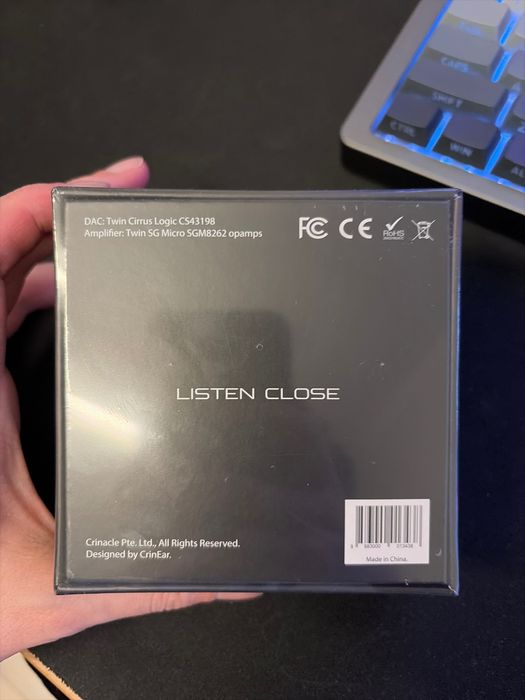 CAPS
SHIFT
CTRL
WIN
DAC: Twin Cirrus Logic CS43198
Amplifier: Twin SG Micro SGM8262 opamps
FC CE RoHS
LISTEN CLOSE
Crinacle Pte. Ltd., All Rights Reserved.
Designed by CrinEar.
Made in China.